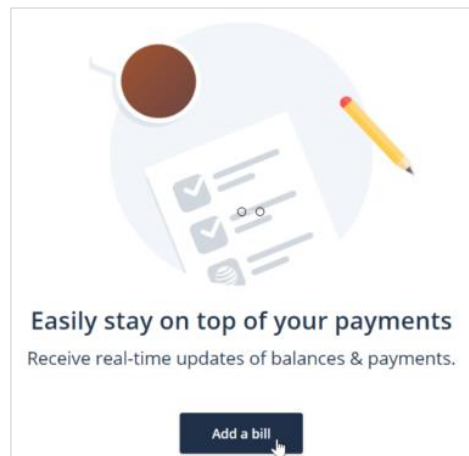 Easily stay on top of your payments
Receive real-time updates of balances & payments.
Add a bill